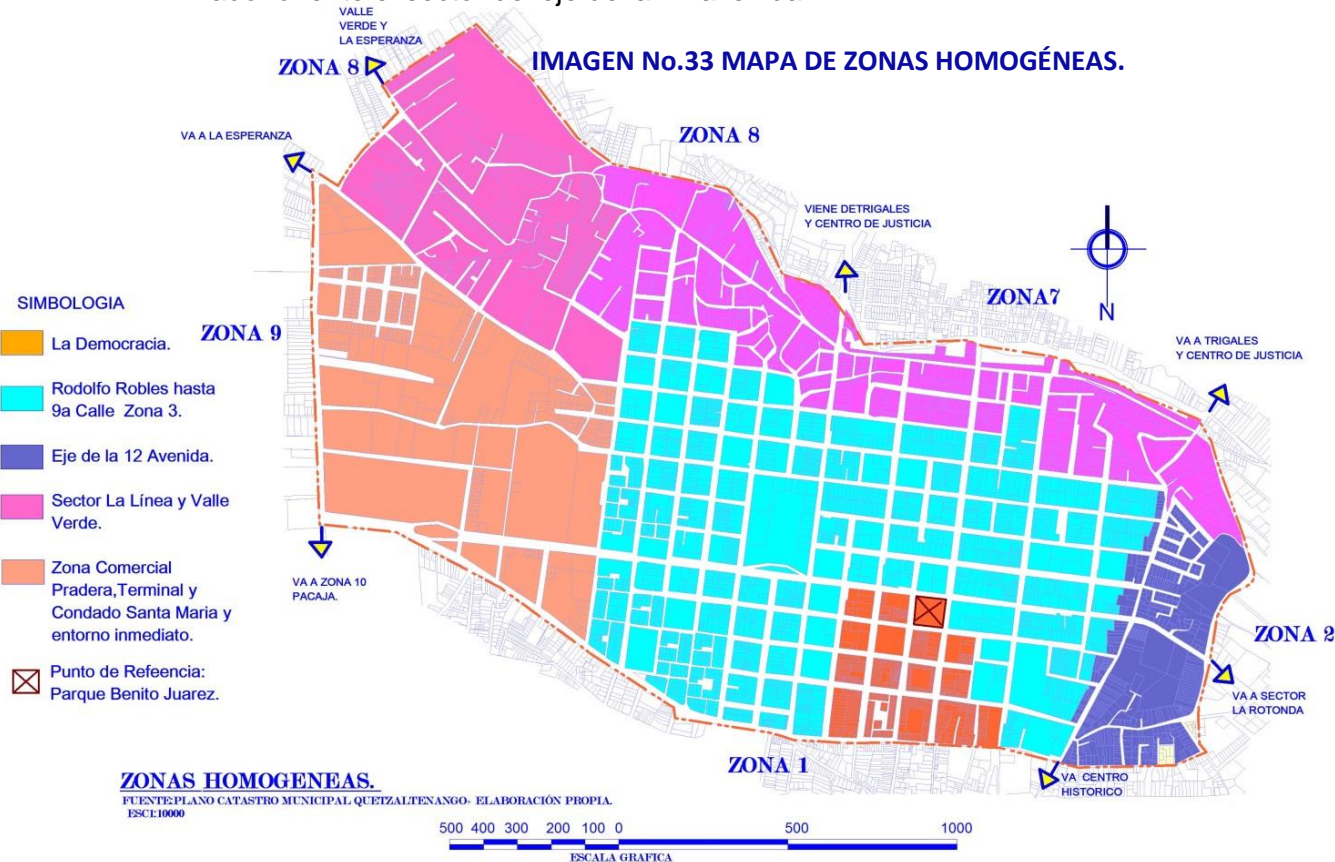 VALLE
VERDE Y
LA ESPERANZA
IMAGEN No.33 MAPA DE ZONAS HOMOGÉNEAS.
ZONA 8
VA A LA ESPERANZA
ZONA 8
VIENE DETRIGALES
Y CENTRO DE JUSTICIA
ZONA7
N
SIMBOLOGIA
La Democracia.
Rodolfo Robles hasta
9a Calle Zona 3.
Eje de la 12 Avenida.
Sector La Línea y Valle
Verde.
Zona Comercial
Pradera,Terminal y
Condado Santa Maria y
entorno inmediato.
Punto de Refeencia:
Parque Benito Juarez.
ZONA 9
VA A TRIGALES
Y CENTRO DE JUSTICIA
VA A ZONA 10
PACAJA.
ZONA 2
VA A SECTOR
LA ROTONDA
ZONA 1
VA CENTRO
HISTORICO
ZONAS HOMOGENEAS.
FUENTE:PLANO CATASTRO MUNICIPAL QUETZALTENANGO- ELABORACIÓN PROPIA.
ESC1:10000
500 400 300 200 100 0 500 1000
ESCALA GRAFICA